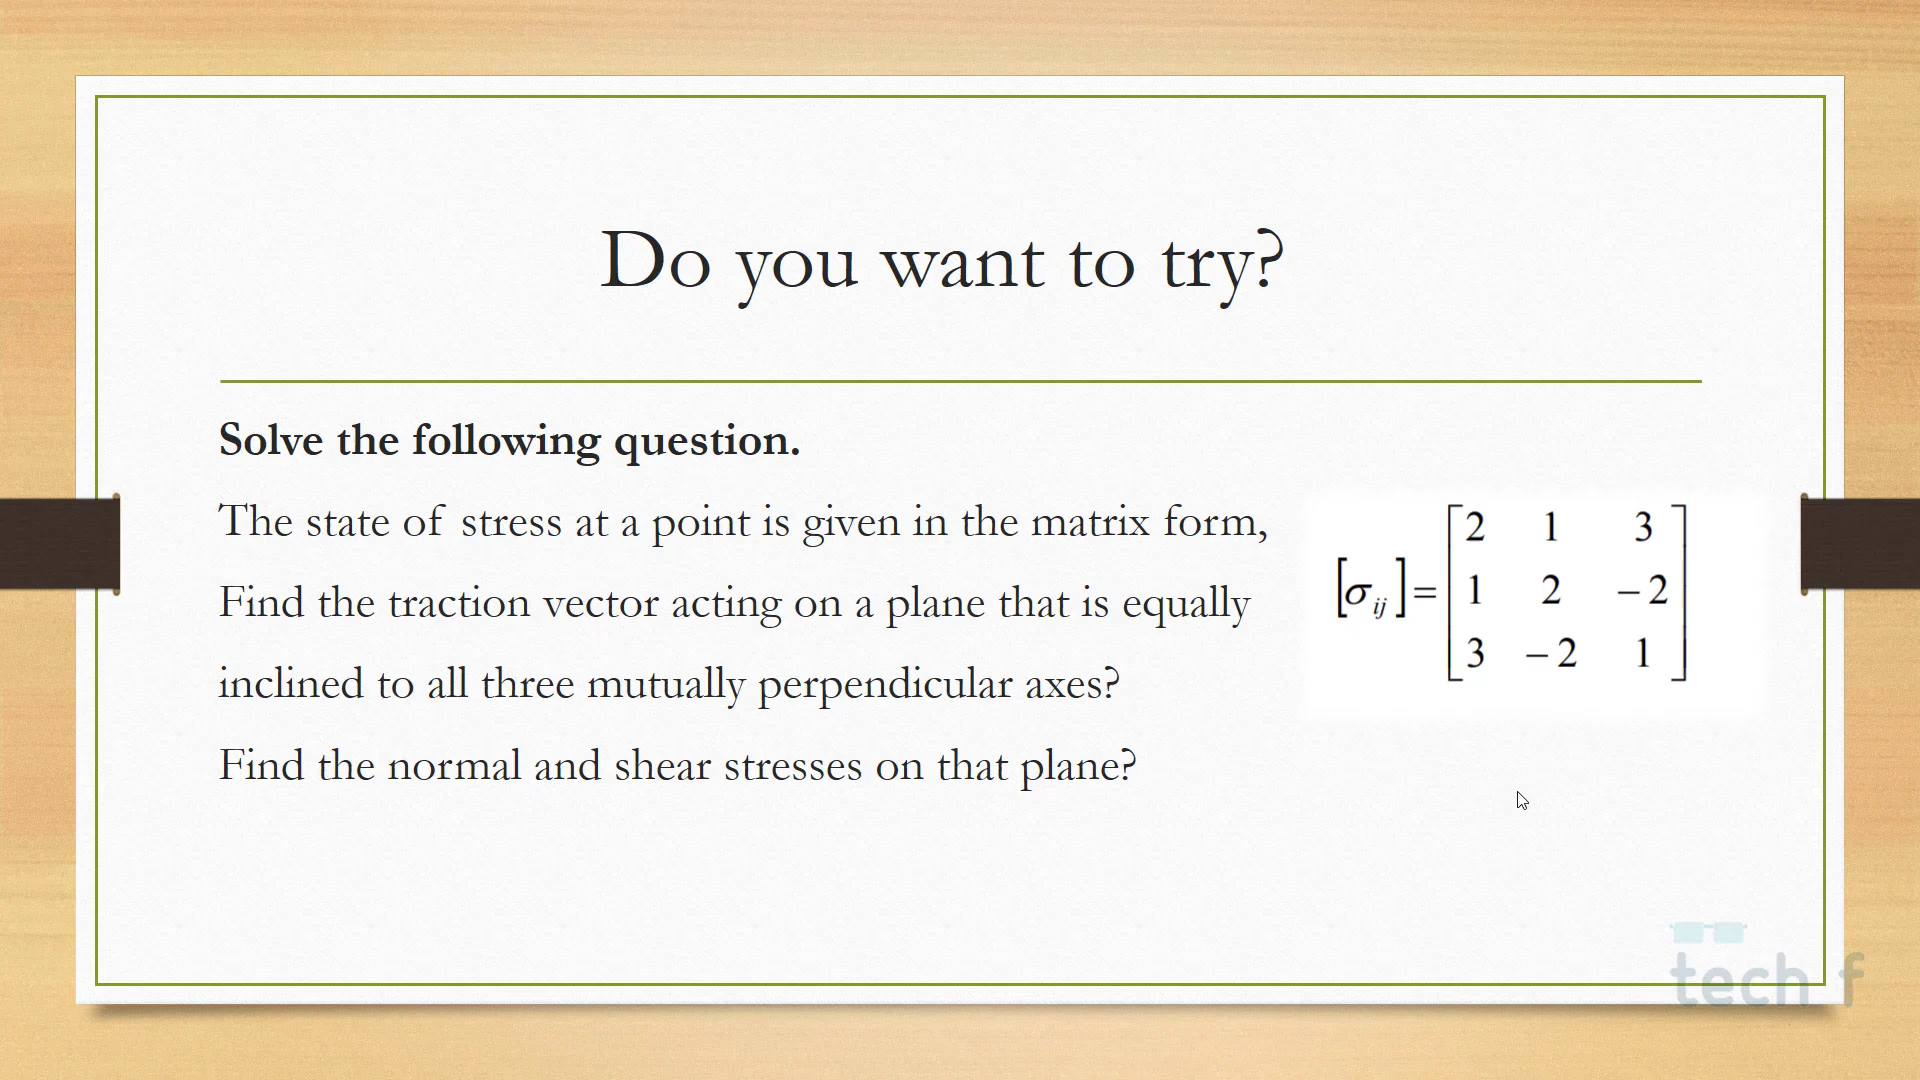 Do you want to try?
Solve the following question.
The state of stress at a point is given in the matrix form,
Find the traction vector acting on a plane that is equally
inclined to all three mutually perpendicular axes?
Find the normal and shear stresses on that plane?
[σij] = [2 1 3
1 2 −2
3 −2 1]
tech f